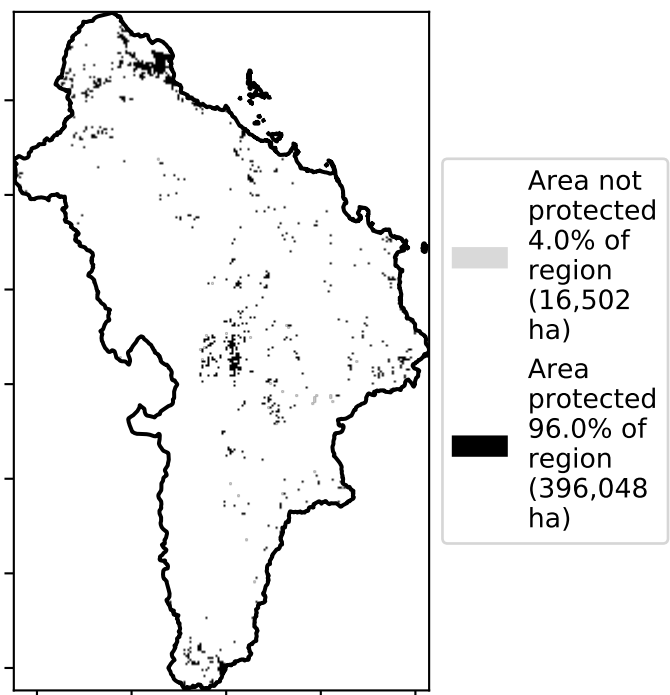 Area not
protected
4.0% of
region
(16,502
ha)
Area
protected
96.0% of
region
(396,048
ha)